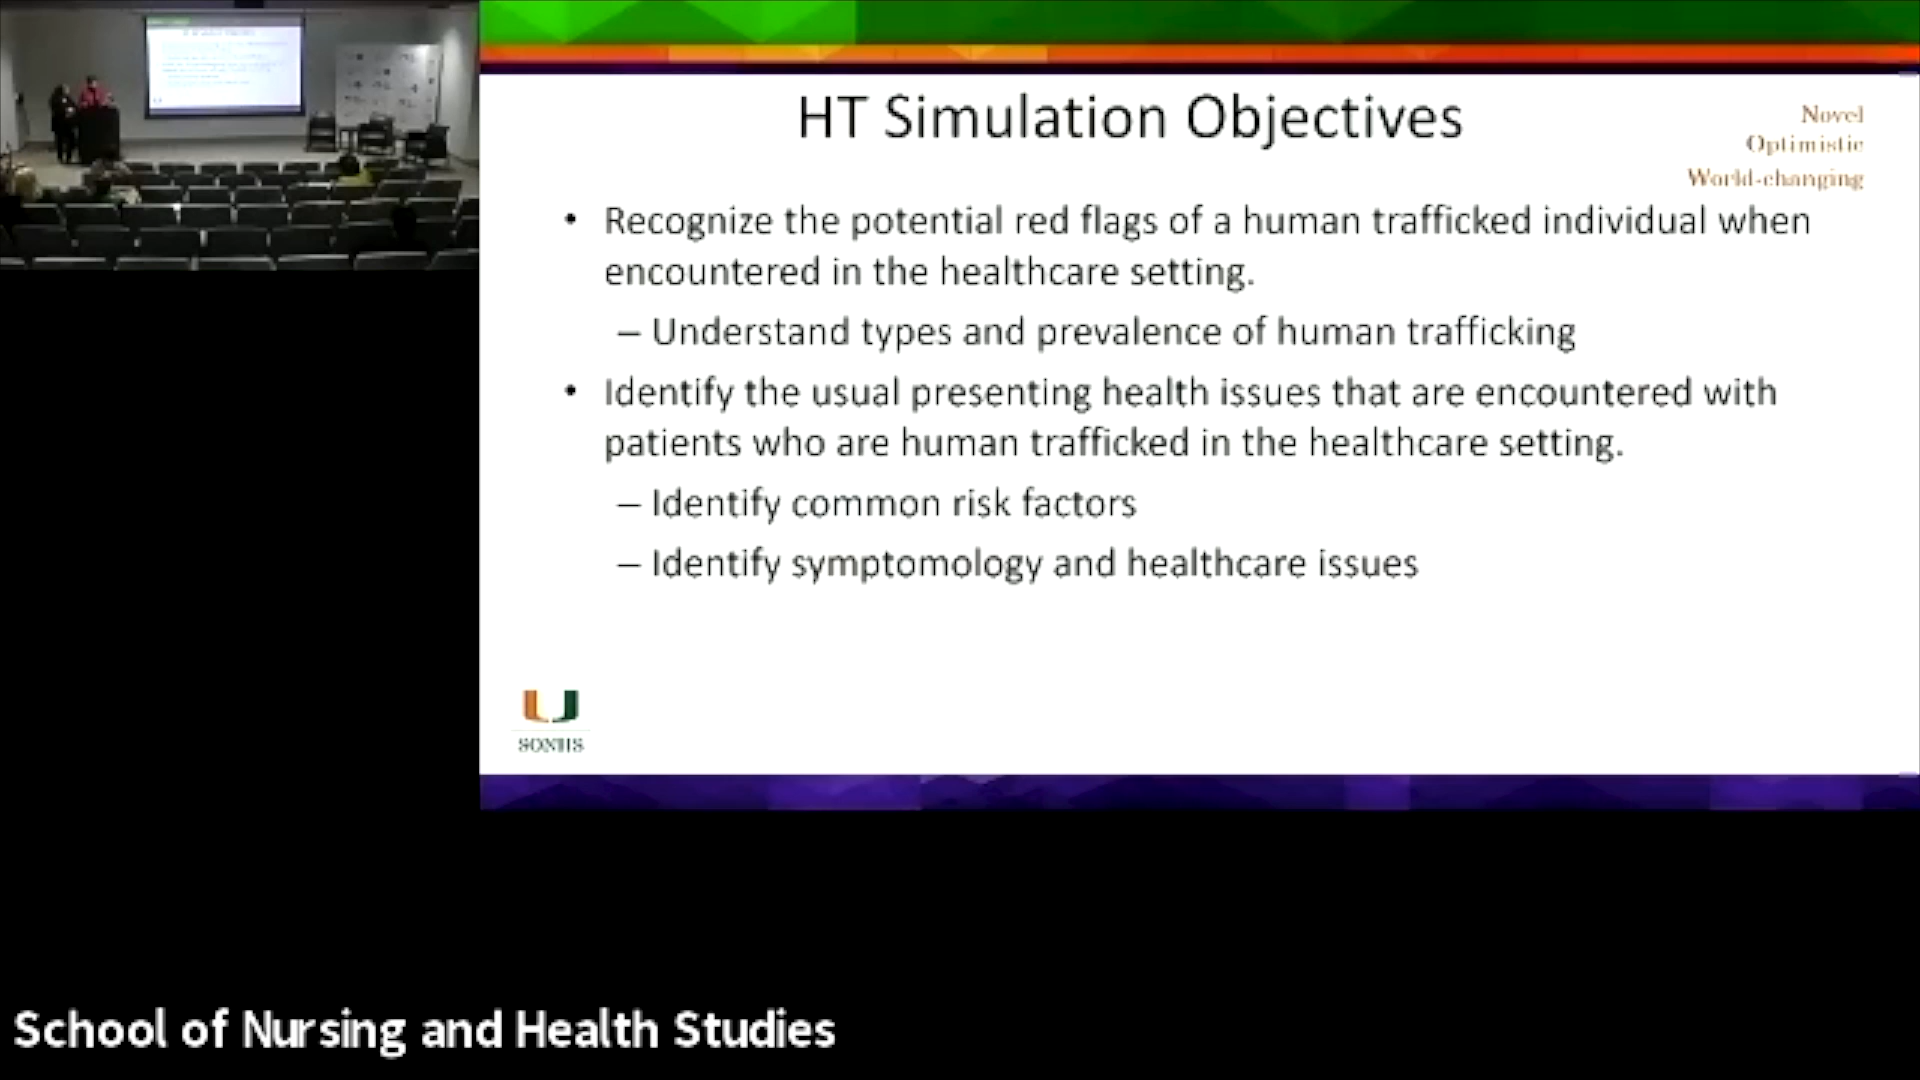 HT Simulation Objectives
Novel
Optimistic
World-changing
• Recognize the potential red flags of a human trafficked individual when
encountered in the healthcare setting.
– Understand types and prevalence of human trafficking
• Identify the usual presenting health issues that are encountered with
patients who are human trafficked in the healthcare setting.
– Identify common risk factors
– Identify symptomology and healthcare issues
U
SONHS
School of Nursing and Health Studies